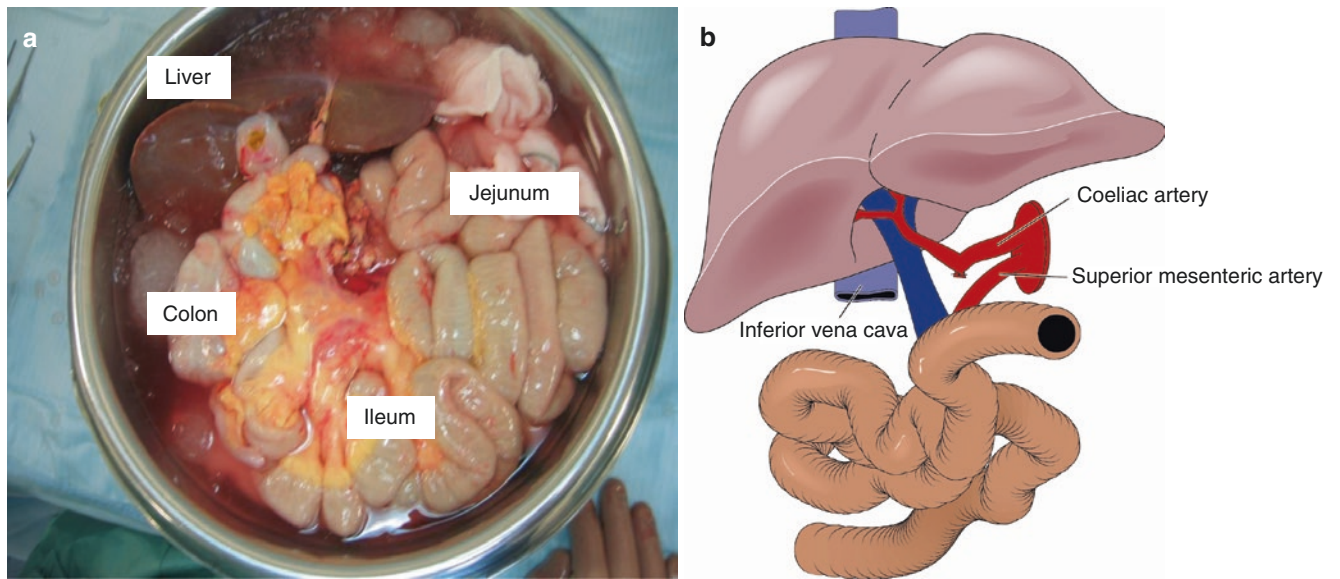 a
Liver
Jejunum
Colon
Ileum
b
Coeliac artery
Superior mesenteric artery
Inferior vena cava